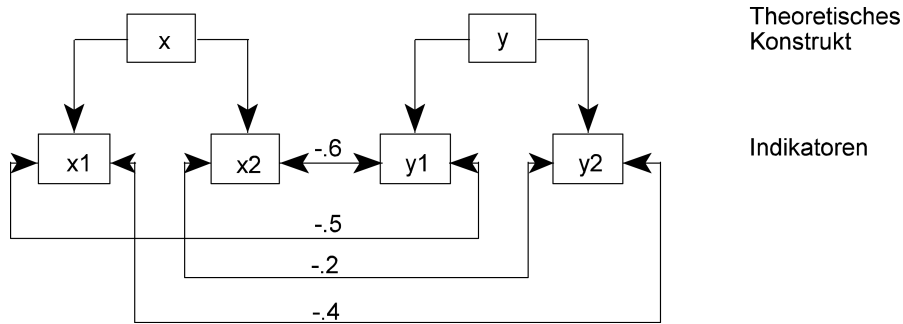 x
y
Theoretisches
Konstrukt
x1
x2
-.6
y1
y2
Indikatoren
-.5
-.2
-.4